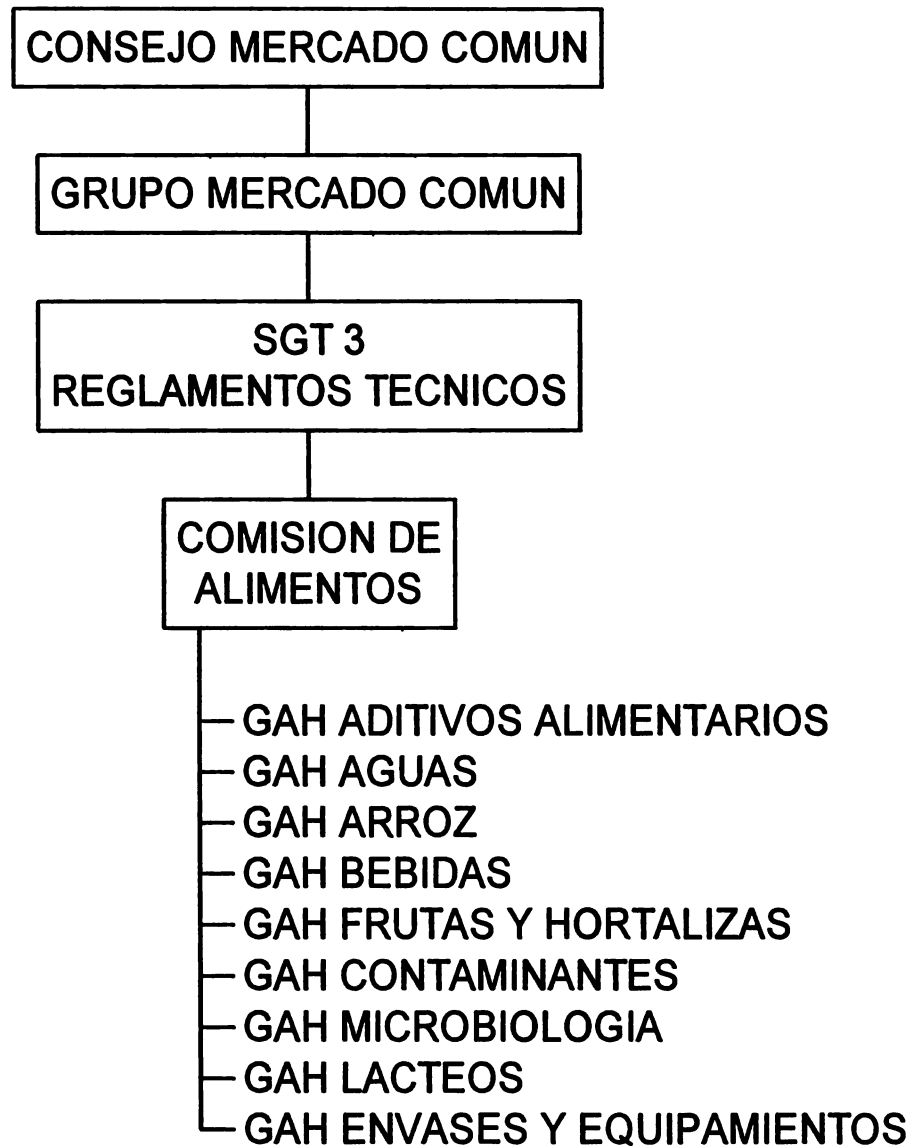 CONSEJO MERCADO COMUN
GRUPO MERCADO COMUN
SGT 3
REGLAMENTOS TECNICOS
COMISION DE
ALIMENTOS
GAH ADITIVOS ALIMENTARIOS
GAH AGUAS
GAH ARROZ
GAH BEBIDAS
GAH FRUTAS Y HORTALIZAS
GAH CONTAMINANTES
GAH MICROBIOLOGIA
GAH LACTEOS
GAH ENVASES Y EQUIPAMIENTOS